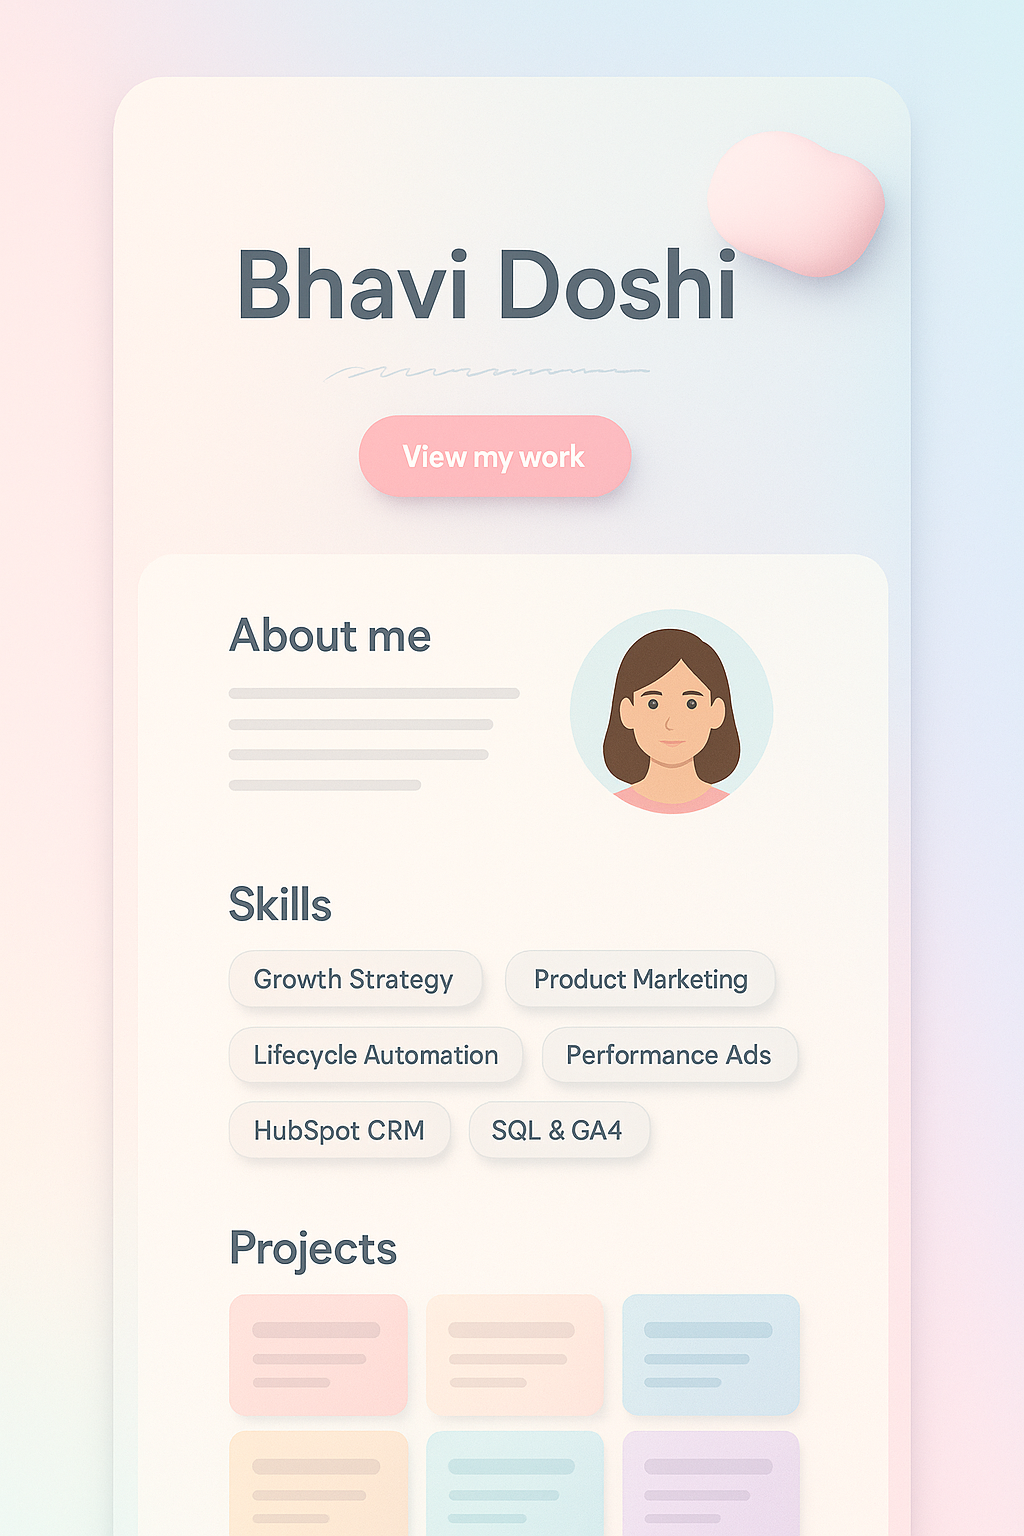 Bhavi Doshi
View my work
About me
Skills
Growth Strategy
Product Marketing
Lifecycle Automation
Performance Ads
HubSpot CRM
SQL & GA4
Projects